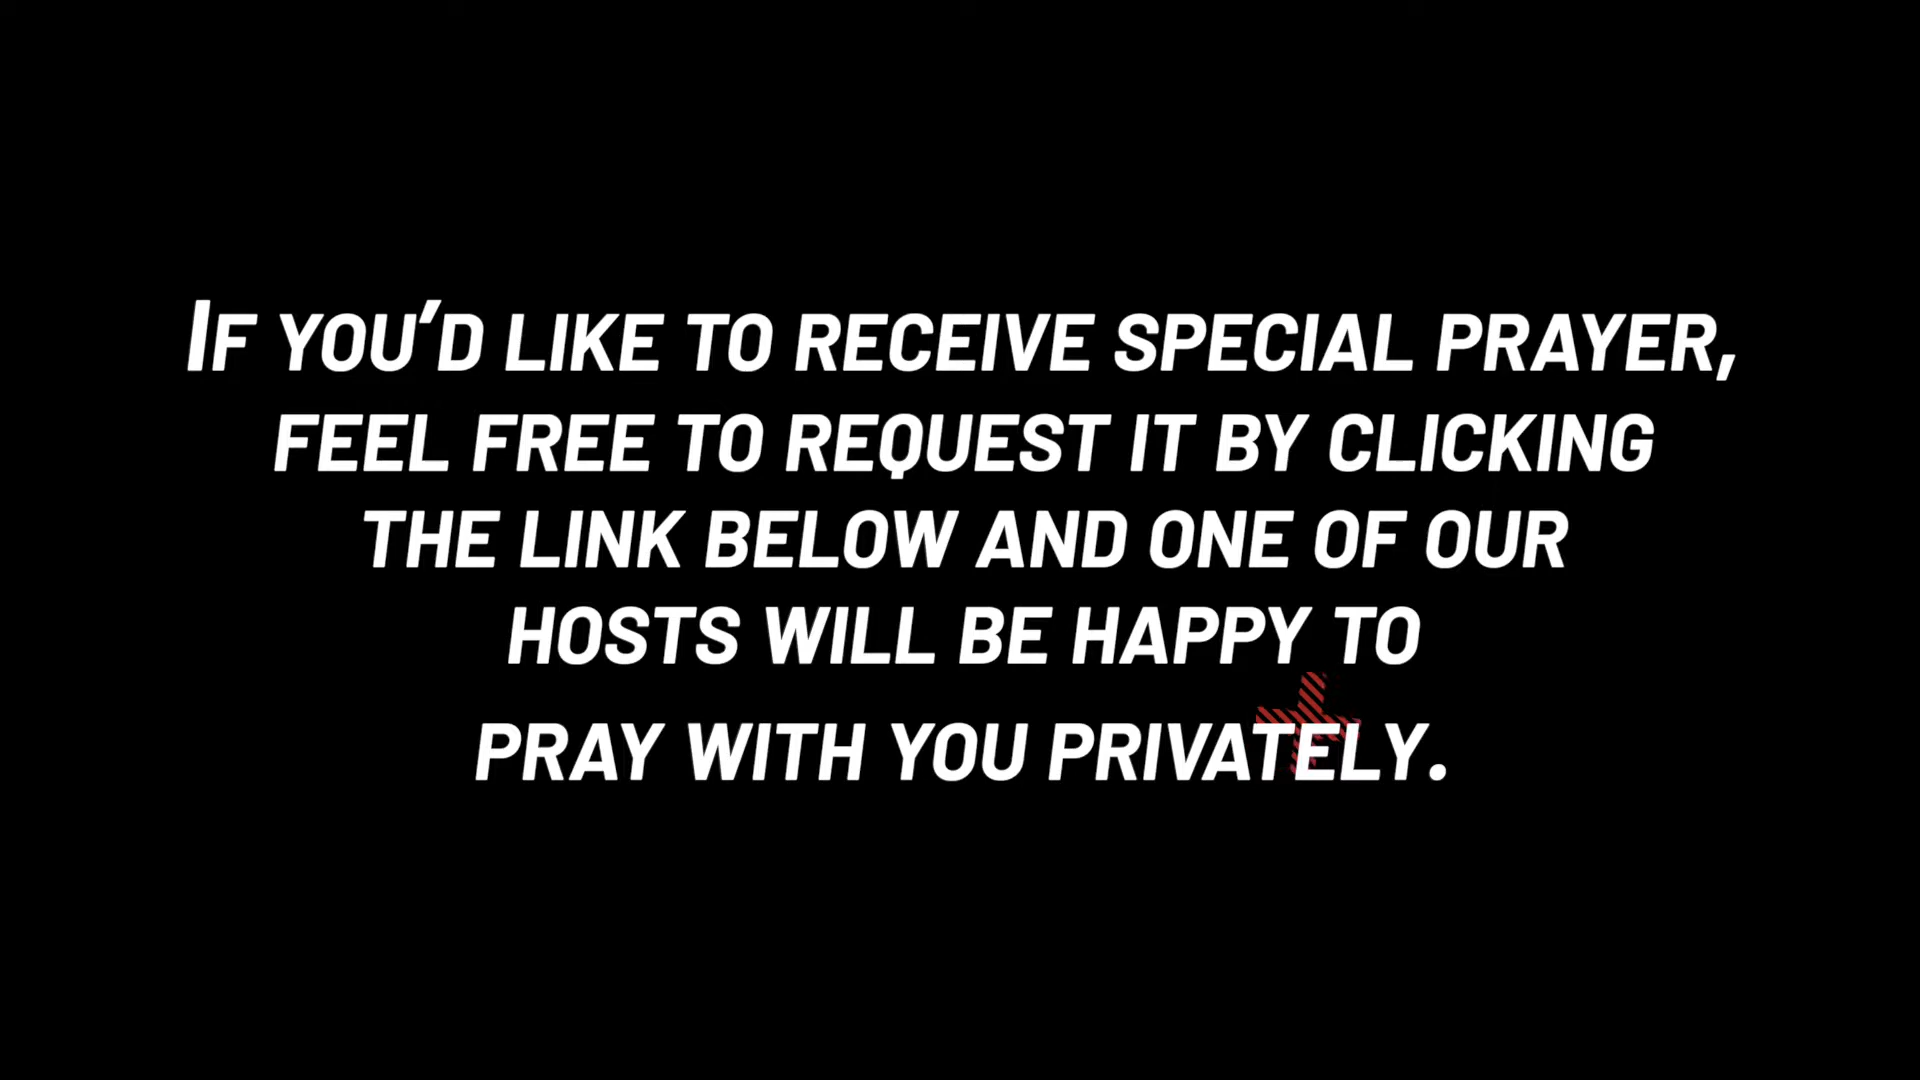 IF YOU'D LIKE TO RECEIVE SPECIAL PRAYER,
FEEL FREE TO REQUEST IT BY CLICKING
THE LINK BELOW AND ONE OF OUR
HOSTS WILL BE HAPPY TO
PRAY WITH YOU PRIVATELY.